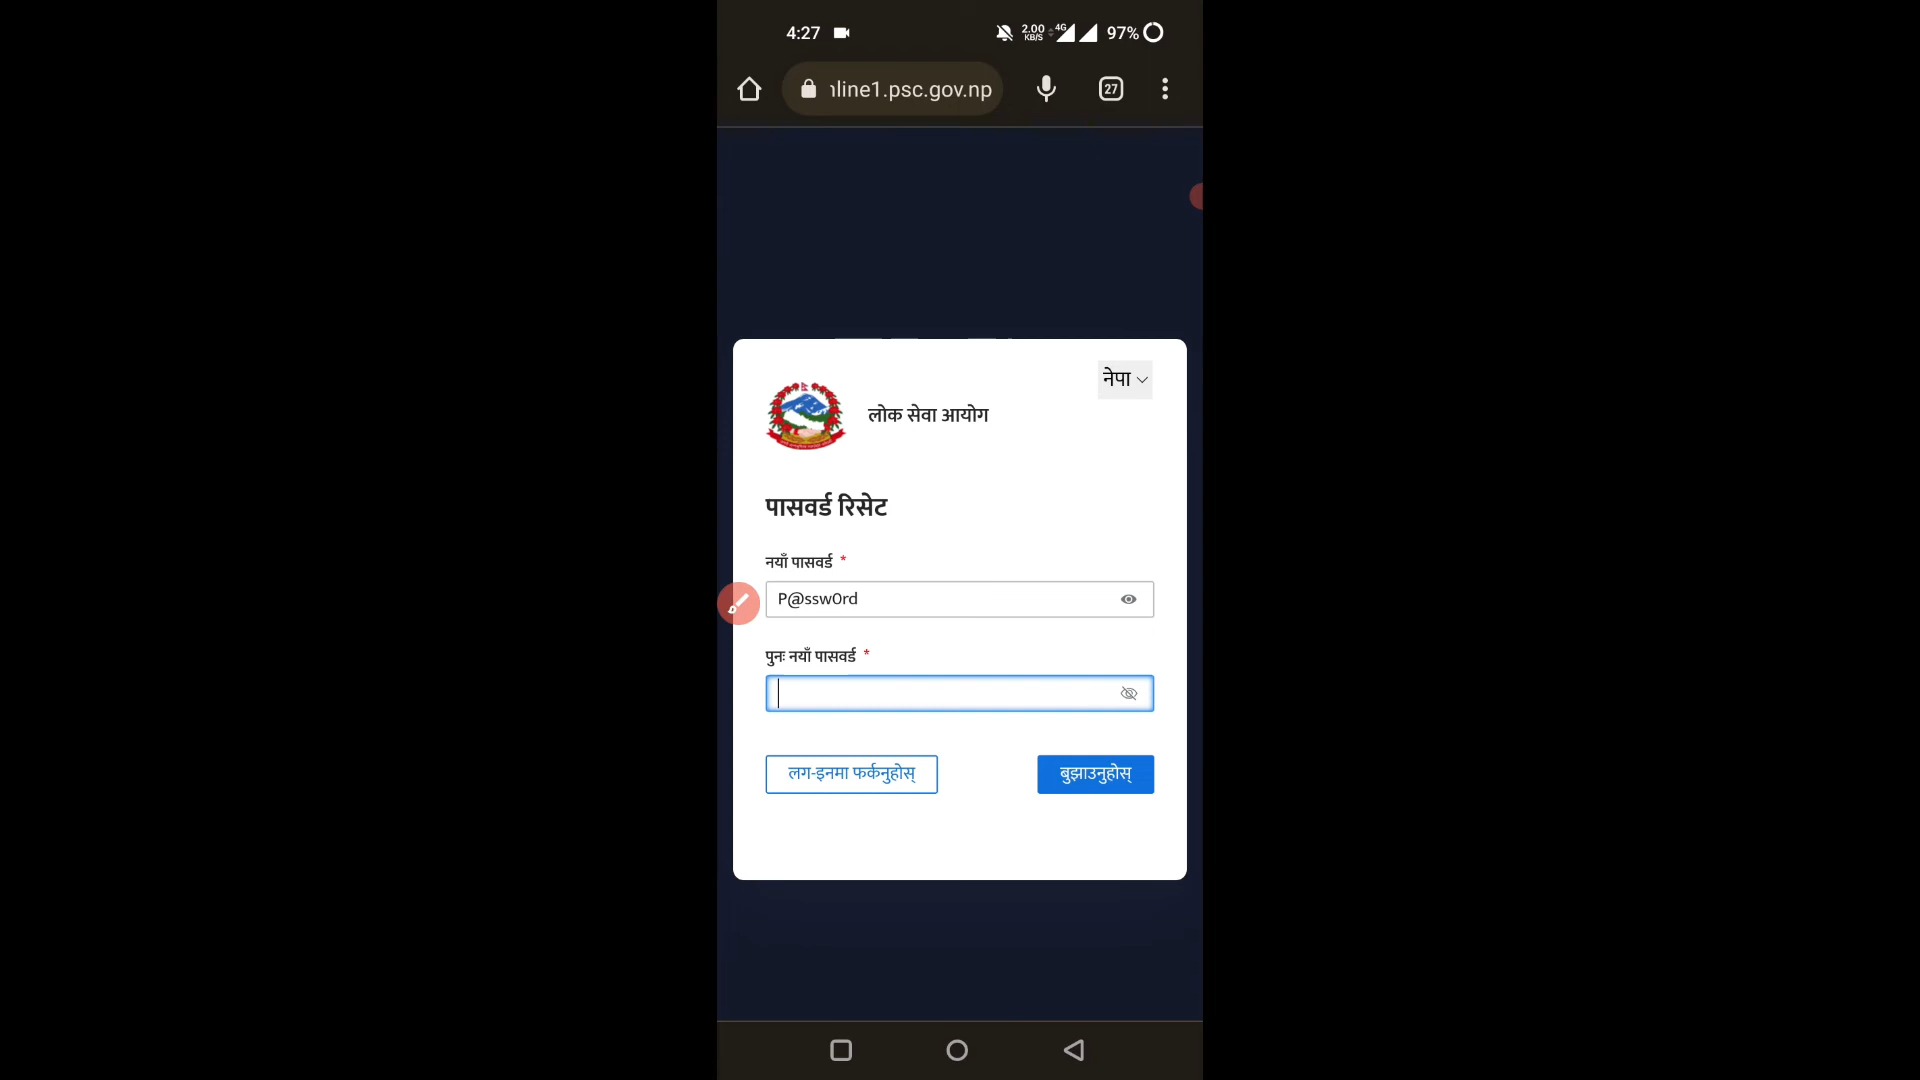 4:27 2.00 KB/S 4G 97%
nline1.psc.gov.np 27
नेपा
लोक सेवा आयोग
पासवर्ड रिसेट
नयाँ पासवर्ड *
P@ssw0rd
पुनः नयाँ पासवर्ड *
लग-इनमा फर्कनुहोस् बुझाउनुहोस्